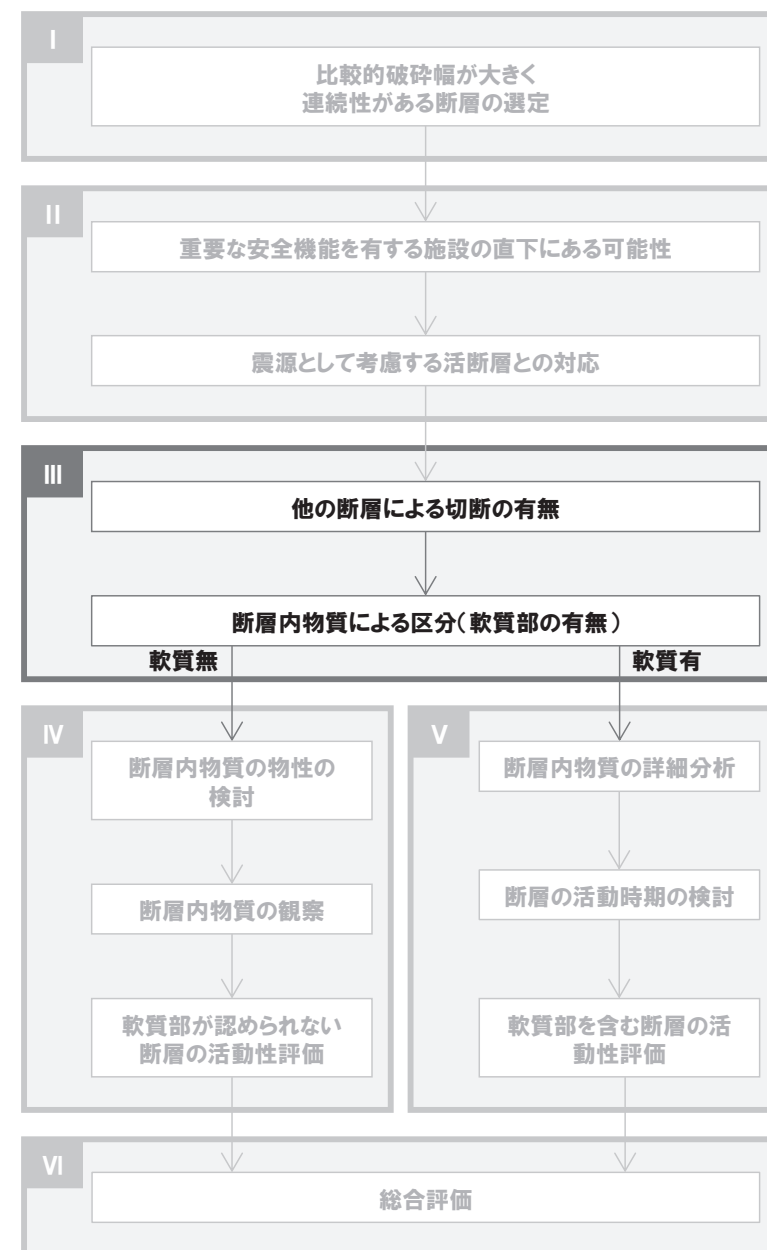 I
比較的破砕幅が大きく
連続性がある断層の選定
II
重要な安全機能を有する施設の直下にある可能性
震源として考慮する活断層との対応
III
他の断層による切断の有無
断層内物質による区分（軟質部の有無）
軟質無
軟質有
IV
断層内物質の物性の
検討
断層内物質の観察
軟質部が認められない
断層の活動性評価
V
断層内物質の詳細分析
断層の活動時期の検討
軟質部を含む断層の活
動性評価
VI
総合評価